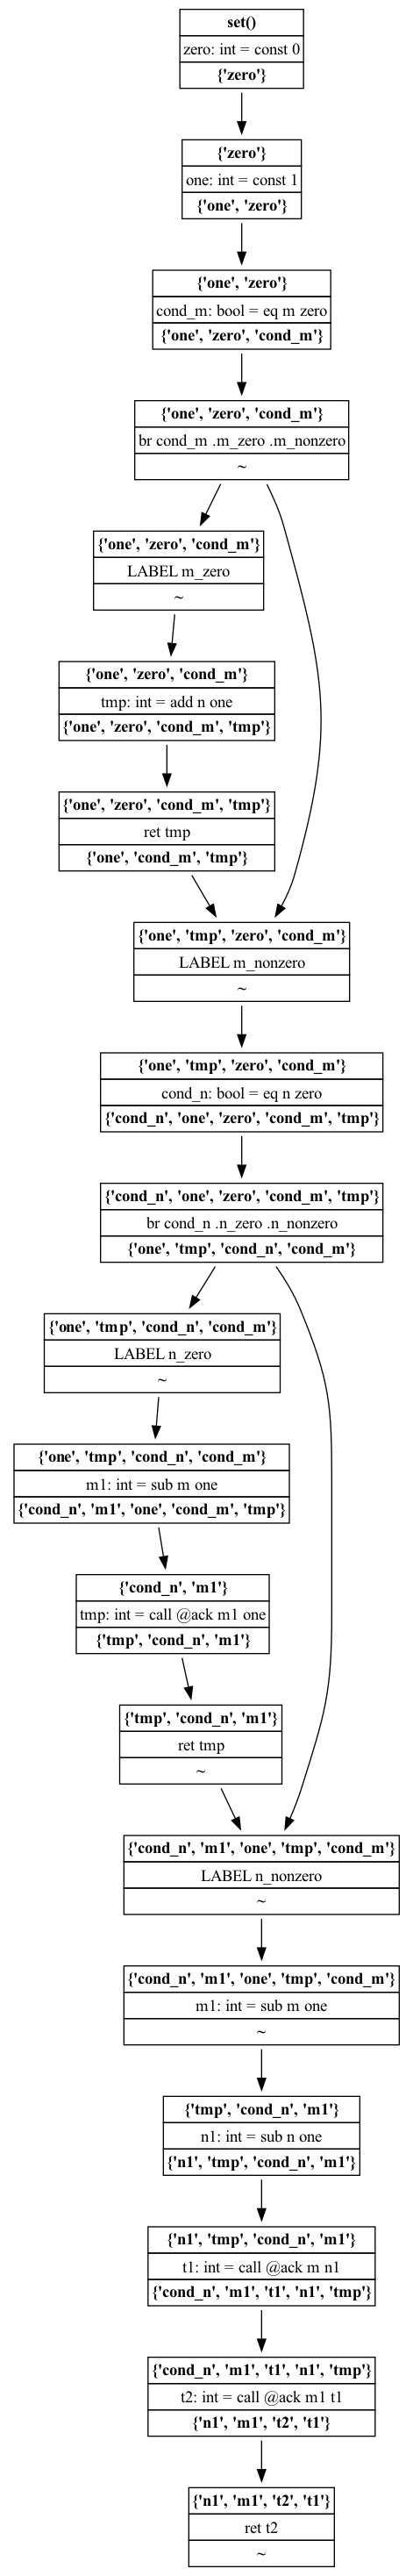 set()
zero: int = const 0
{'zero'}
{'zero'}
one: int = const 1
{'one', 'zero'}
{'one', 'zero'}
cond_m: bool = eq m zero
{'one', 'zero', 'cond_m'}
{'one', 'zero', 'cond_m'}
br cond_m .m_zero .m_nonzero
~
{'one', 'zero', 'cond_m'}
LABEL m_zero
~
{'one', 'zero', 'cond_m'}
tmp: int = add n one
{'one', 'zero', 'cond_m', 'tmp'}
{'one', 'zero', 'cond_m', 'tmp'}
ret tmp
{'one', 'cond_m', 'tmp'}
{'one', 'tmp', 'zero', 'cond_m'}
LABEL m_nonzero
~
{'one', 'tmp', 'zero', 'cond_m'}
cond_n: bool = eq n zero
{'cond_n', 'one', 'zero', 'cond_m', 'tmp'}
{'cond_n', 'one', 'zero', 'cond_m', 'tmp'}
br cond_n .n_zero .n_nonzero
{'one', 'tmp', 'cond_n', 'cond_m'}
{'one', 'tmp', 'cond_n', 'cond_m'}
LABEL n_zero
~
{'one', 'tmp', 'cond_n', 'cond_m'}
m1: int = sub m one
{'cond_n', 'm1', 'one', 'cond_m', 'tmp'}
{'cond_n', 'm1'}
tmp: int = call @ack m1 one
{'tmp', 'cond_n', 'm1'}
{'tmp', 'cond_n', 'm1'}
ret tmp
~
{'cond_n', 'm1', 'one', 'tmp', 'cond_m'}
LABEL n_nonzero
~
{'cond_n', 'm1', 'one', 'tmp', 'cond_m'}
m1: int = sub m one
~
{'tmp', 'cond_n', 'm1'}
n1: int = sub n one
{'n1', 'tmp', 'cond_n', 'm1'}
{'n1', 'tmp', 'cond_n', 'm1'}
t1: int = call @ack m n1
{'cond_n', 'm1', 't1', 'n1', 'tmp'}
{'cond_n', 'm1', 't1', 'n1', 'tmp'}
t2: int = call @ack m1 t1
{'n1', 'm1', 't2', 't1'}
{'n1', 'm1', 't2', 't1'}
ret t2
~